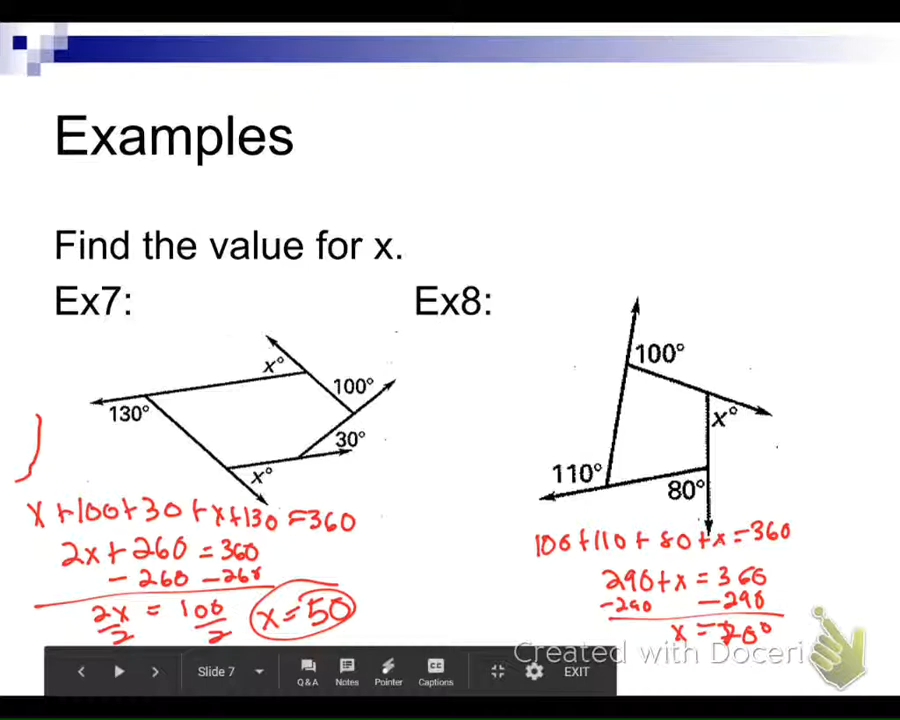 Examples
Find the value for x.
Ex7:
Ex8:
x°
100°
130°
30°
x°
x+100+30+x+130=360
2x+260=360
-260 -260
2x = 100
2 2
x=50
100°
x°
110°
80°
100+110+80+x=360
290+x=360
-290 -290
Created with Doceri
Slide 7
Q&A
Notes
Pointer
Captions
EXIT